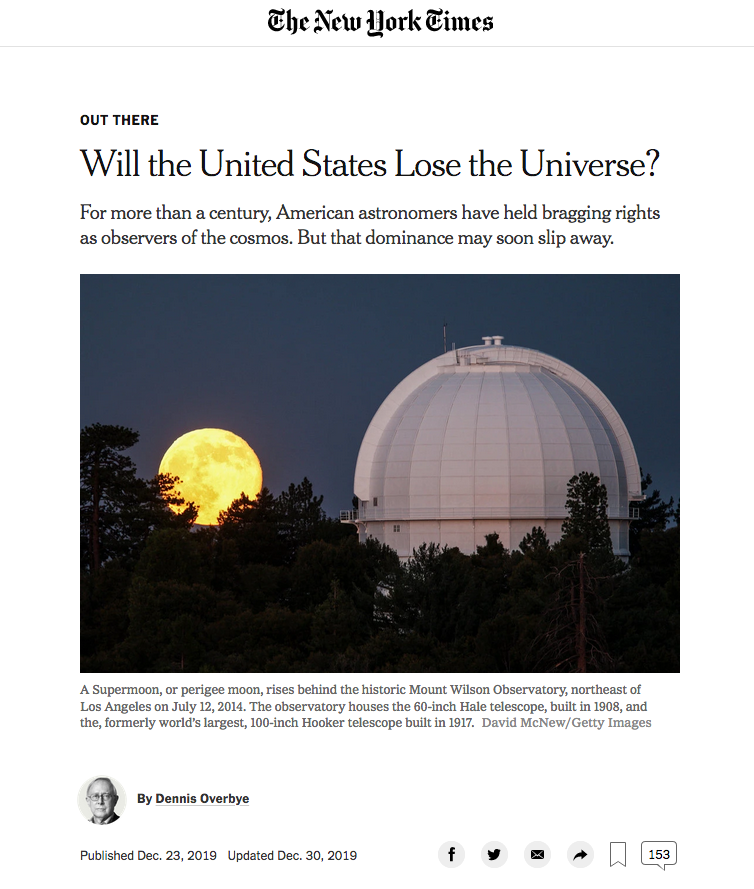 The New York Times
OUT THERE
Will the United States Lose the Universe?
For more than a century, American astronomers have held bragging rights
as observers of the cosmos. But that dominance may soon slip away.
A Supermoon, or perigee moon, rises behind the historic Mount Wilson Observatory, northeast of
Los Angeles on July 12, 2014. The observatory houses the 60-inch Hale telescope, built in 1908, and
the, formerly world's largest, 100-inch Hooker telescope built in 1917. David McNew/Getty Images
By Dennis Overbye
Published Dec. 23, 2019 Updated Dec. 30, 2019
153